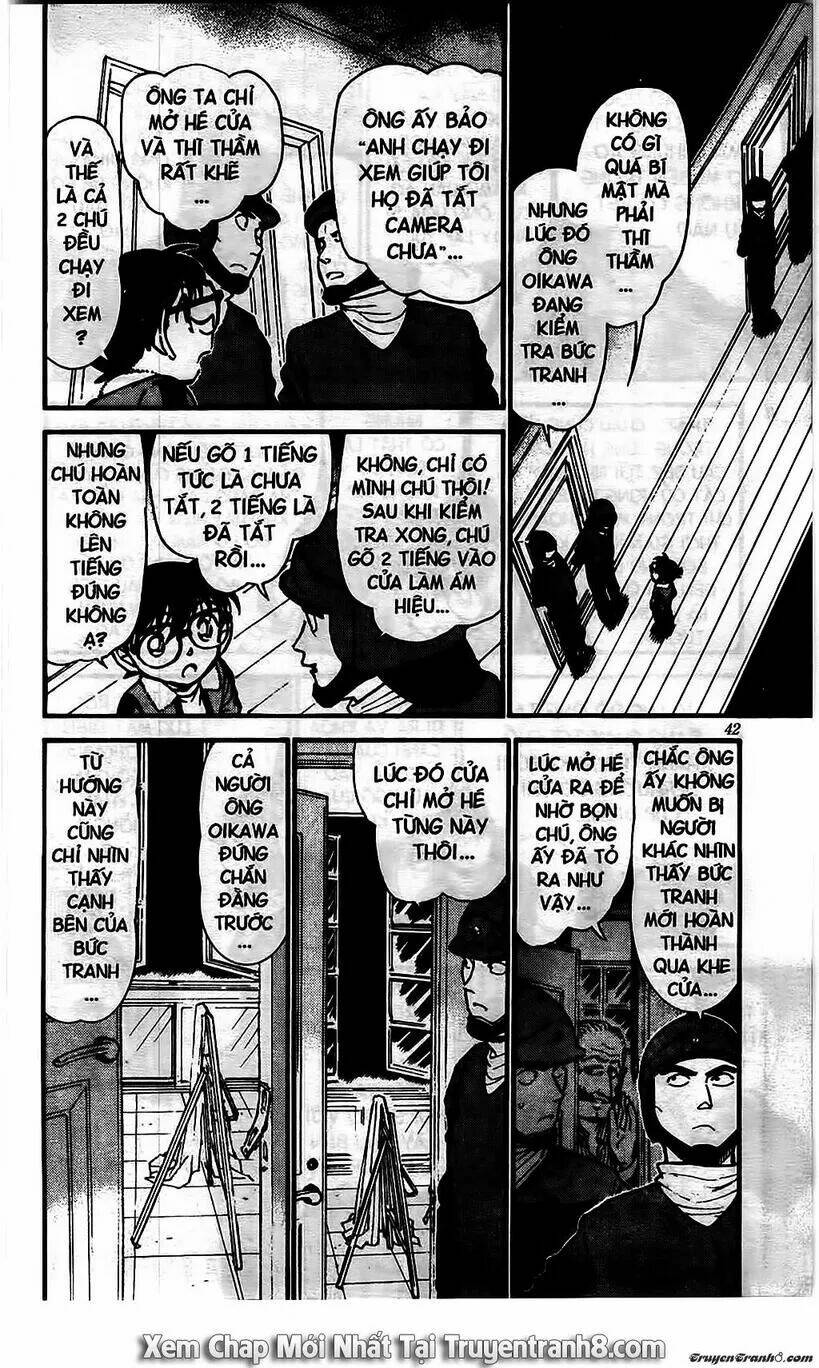 KHÔNG
CÓ GÌ
QUÁ BÍ
MẬT MÀ
PHẢI
THÌ
THẦM
...
NHƯNG
LÚC ĐÓ
ÔNG
OIKAWA
ĐANG
KIỂM
TRA BỨC
TRANH
...
ÔNG ẤY BẢO
"ANH CHẠY ĐI
XEM GIÚP TÔI
HỌ ĐÃ TẮT
CAMERA
CHƯA"...
ÔNG TA CHỈ
MỞ HÉ CỬA
VÀ THÌ THẦM
RẤT KHẼ
...
VÀ
THẾ
LÀ CẢ
2 CHÚ
ĐỀU
CHẠY
ĐI
XEM
?
KHÔNG, CHỈ CÓ
MÌNH CHÚ THÔI!
SAU KHI KIỂM
TRA XONG, CHÚ
GÕ 2 TIẾNG VÀO
CỬA LÀM ÁM
HIỆU...
NẾU GÕ 1 TIẾNG
TỨC LÀ CHƯA
TẮT, 2 TIẾNG LÀ
ĐÃ TẮT
RỒI...
NHƯNG
CHÚ HOÀN
TOÀN
KHÔNG
LÊN
TIẾNG
ĐÚNG
KHÔNG
Ạ?
42
CHẮC ÔNG
ẤY KHÔNG
MUỐN BỊ
NGƯỜI
KHÁC NHÌN
THẤY BỨC
TRANH
MỚI HOÀN
THÀNH
QUA KHE
CỬA...
LÚC MỞ HÉ
CỬA RA ĐỂ
NHỜ BỌN
CHÚ, ÔNG
ẤY ĐÃ TỎ
RA NHƯ
VẬY...
LÚC ĐÓ CỬA
CHỈ MỞ HÉ
TỪNG NÀY
THÔI...
CẢ
NGƯỜI
ÔNG
OIKAWA
ĐỨNG
CHẮN
ĐẰNG
TRƯỚC
...
TỪ
HƯỚNG
NÀY
CŨNG
CHỈ NHÌN
THẤY
CẠNH
BÊN CỦA
BỨC
TRANH
...
Xem Chap Mới Nhất Tại Truyentranh8.com
TruyenTranh8.com